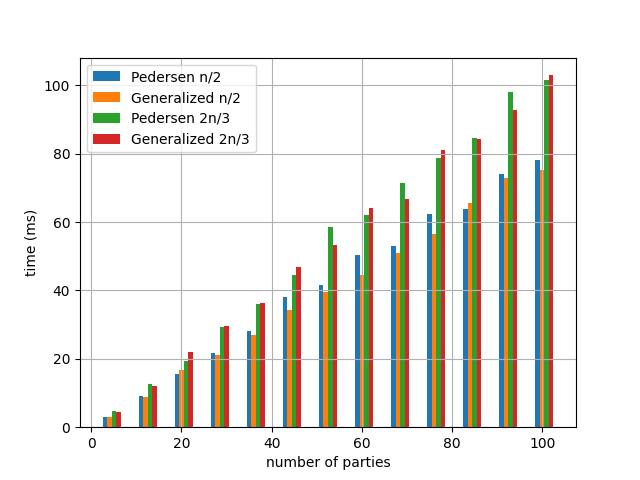 Pedersen n/2
Generalized n/2
Pedersen 2n/3
Generalized 2n/3
100
80
60
40
20
0
time (ms)
0 20 40 60 80 100
number of parties